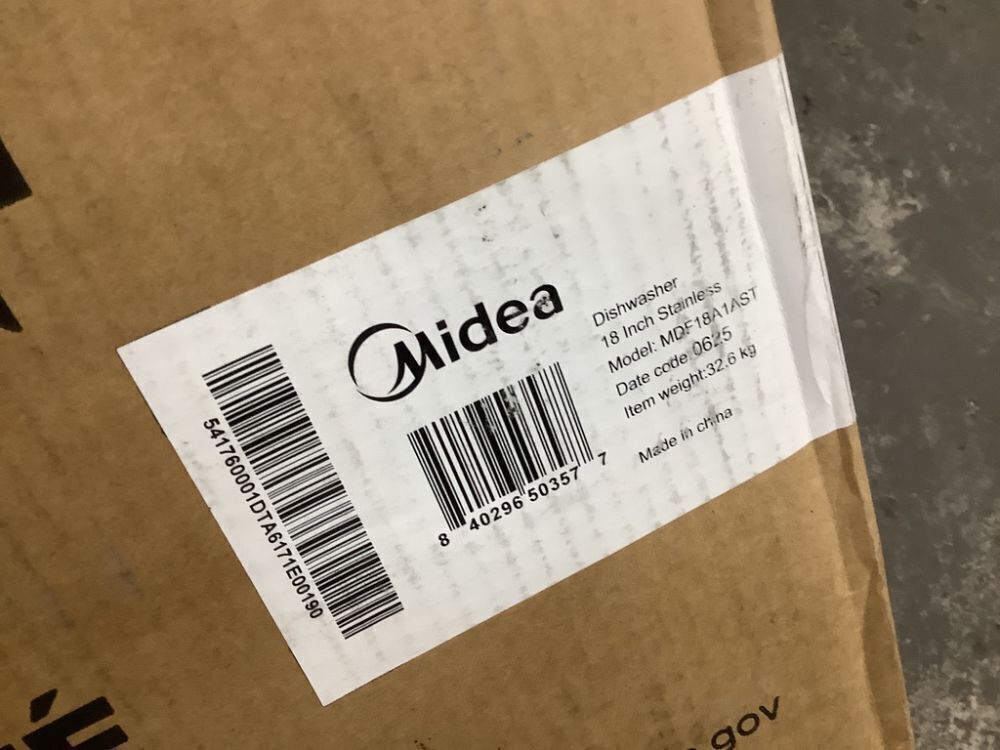 Midea
Dishwasher
18 Inch Stainless
Model: MDF18A1AST
Date code:0625
Item weight:32.6 kg
Made in china
8 40296 50357 7
541760001DTA6171E00190
.gov